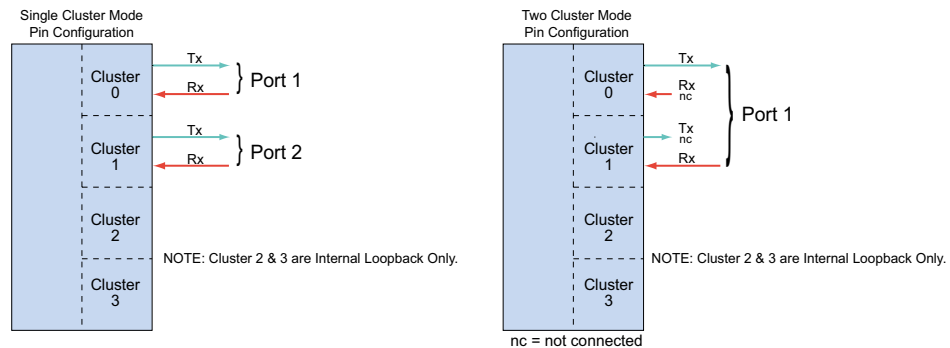 Single Cluster Mode
Pin Configuration
Cluster
0
Tx
Rx
Port 1
Cluster
1
Tx
Rx
Port 2
Cluster
2
NOTE: Cluster 2 & 3 are Internal Loopback Only.
Cluster
3
Two Cluster Mode
Pin Configuration
Cluster
0
Tx
Rx
nc
Cluster
1
Tx
nc
Rx
Port 1
Cluster
2
NOTE: Cluster 2 & 3 are Internal Loopback Only.
Cluster
3
nc = not connected